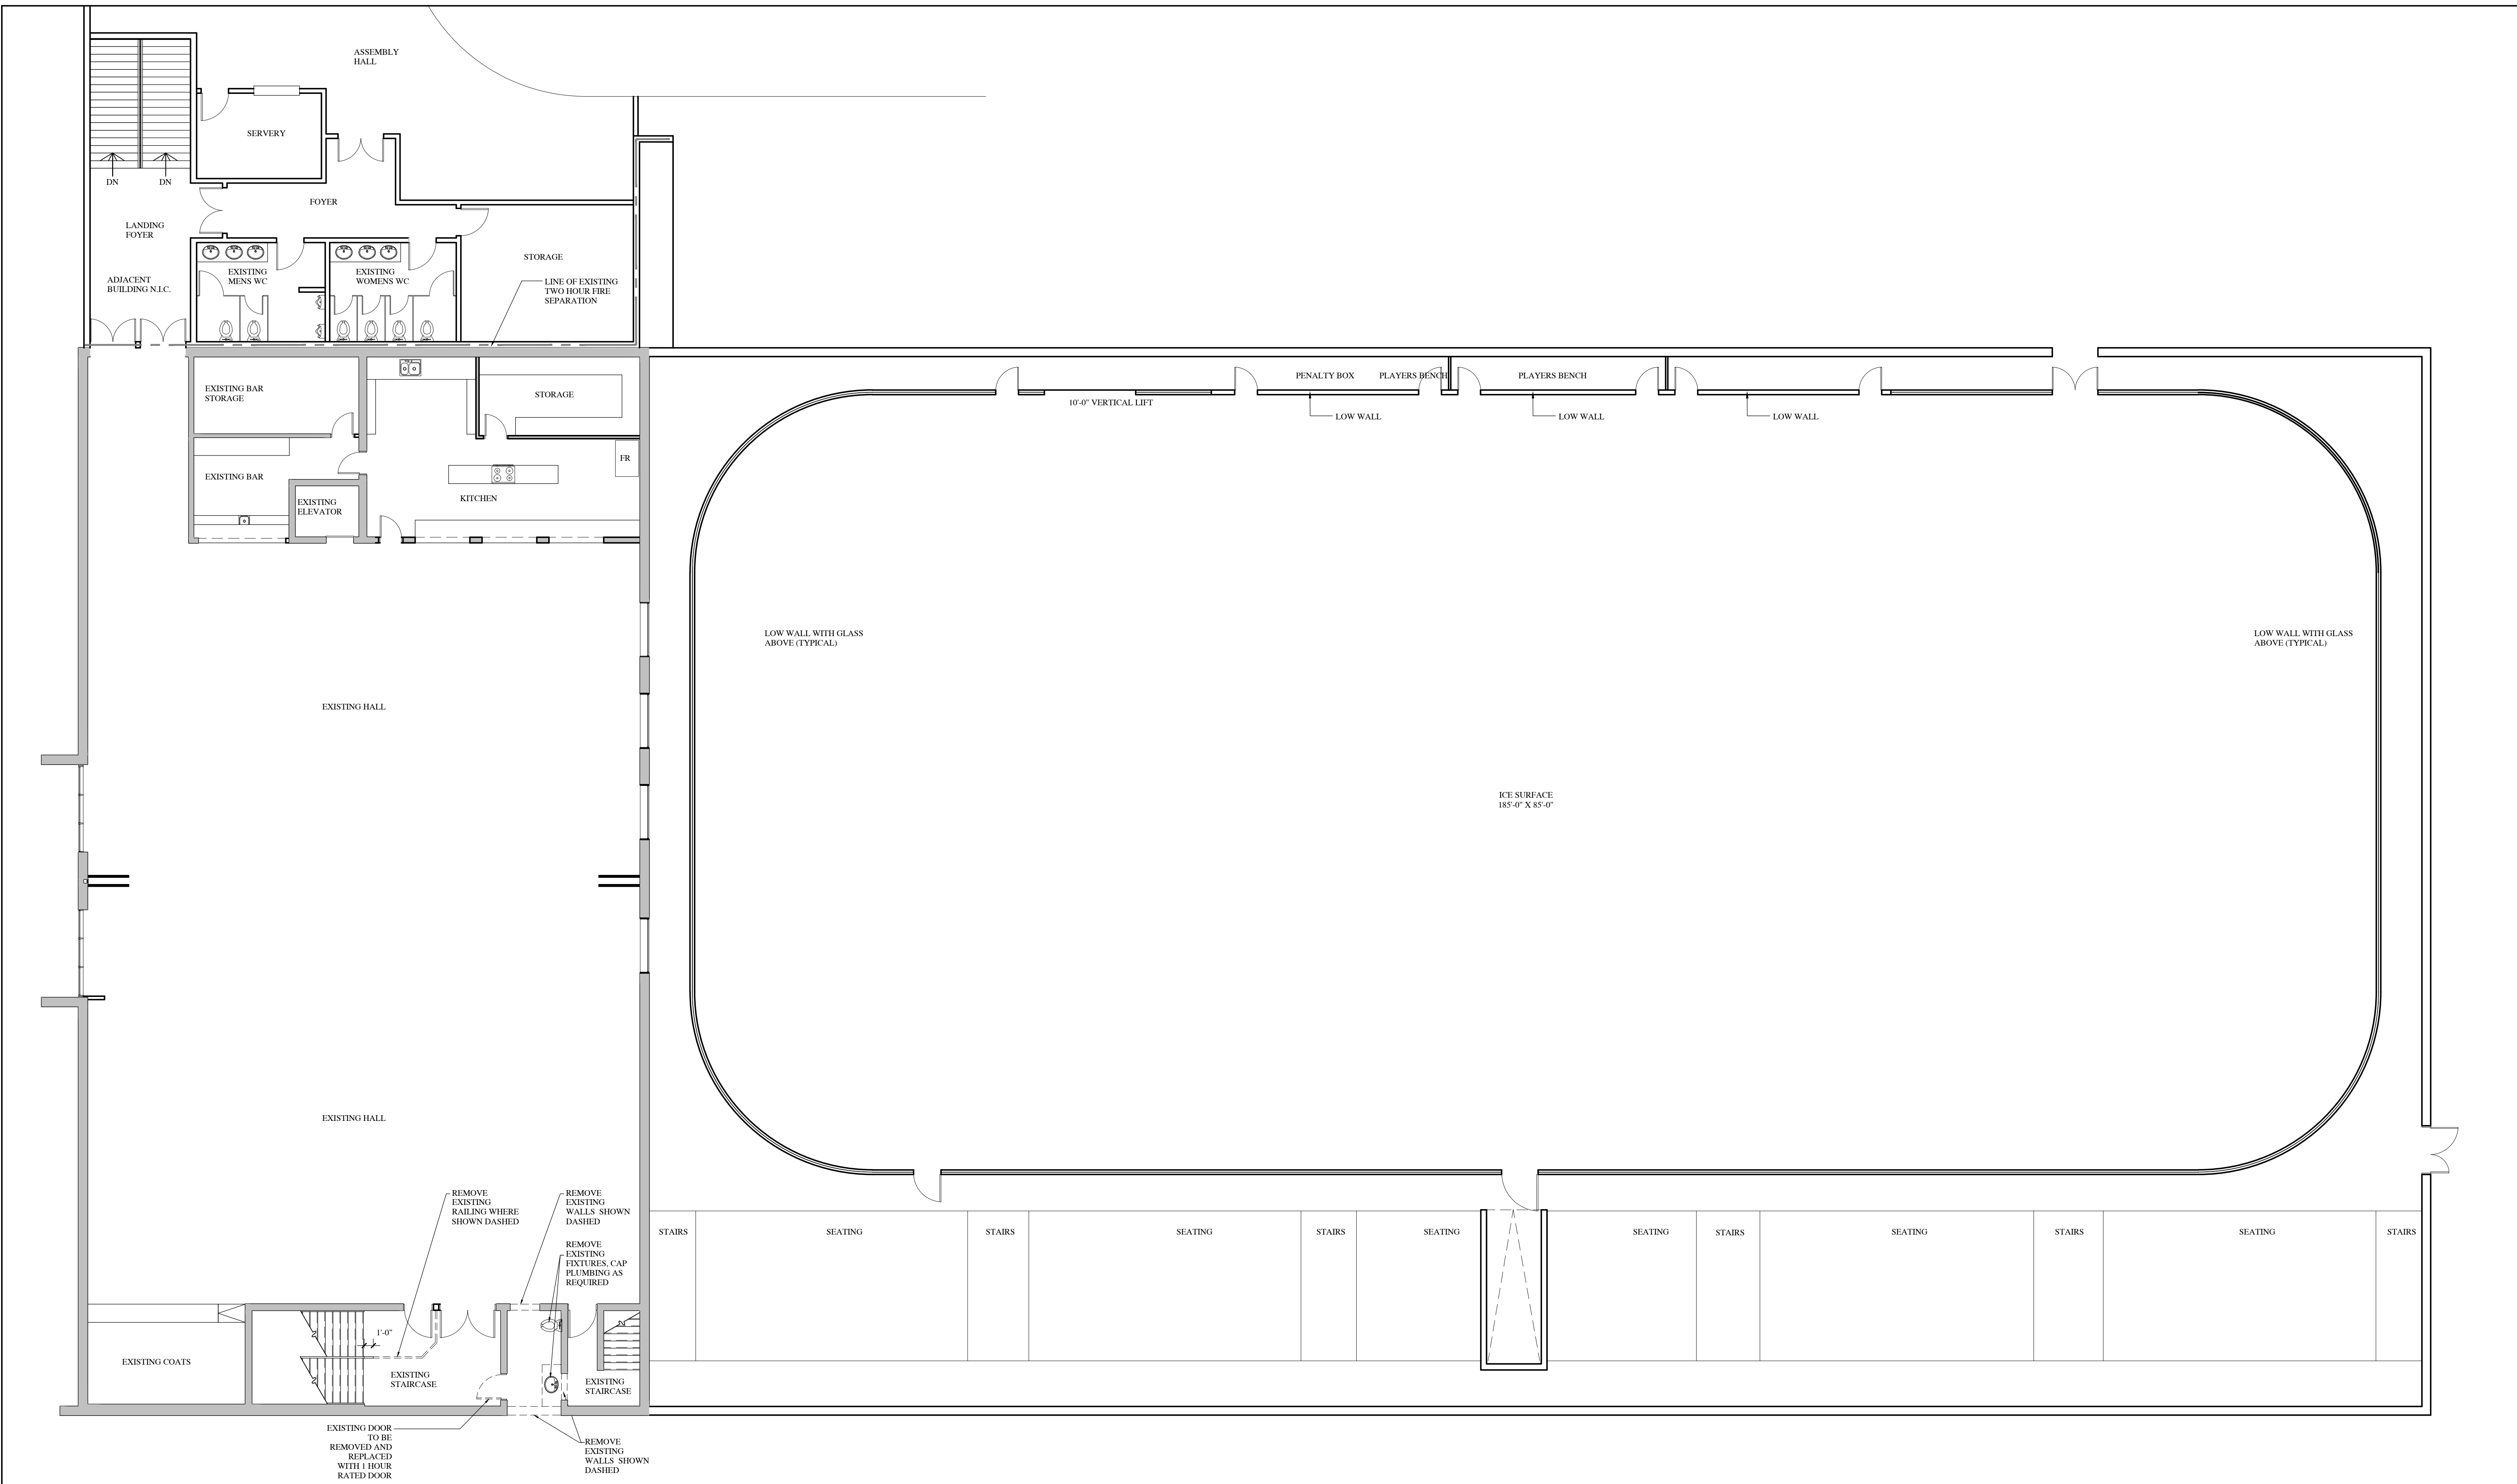 ASSEMBLY
HALL
SERVERY
DN
DN
FOYER
LANDING
FOYER
ADJACENT
BUILDING N.I.C.
EXISTING
MENS WC
EXISTING
WOMENS WC
STORAGE
LINE OF EXISTING
TWO HOUR FIRE
SEPARATION
EXISTING BAR
STORAGE
STORAGE
EXISTING BAR
EXISTING
ELEVATOR
KITCHEN
FR
10'-0" VERTICAL LIFT
PENALTY BOX
PLAYERS BENCH
PLAYERS BENCH
LOW WALL
LOW WALL
LOW WALL
LOW WALL WITH GLASS
ABOVE (TYPICAL)
LOW WALL WITH GLASS
ABOVE (TYPICAL)
EXISTING HALL
ICE SURFACE
185'-0" X 85'-0"
EXISTING HALL
REMOVE
EXISTING
RAILING WHERE
SHOWN DASHED
REMOVE
EXISTING
WALLS SHOWN
DASHED
REMOVE
EXISTING
FIXTURES, CAP
PLUMBING AS
REQUIRED
STAIRS
SEATING
STAIRS
SEATING
STAIRS
SEATING
SEATING
STAIRS
SEATING
STAIRS
SEATING
STAIRS
1'-0"
EXISTING COATS
EXISTING
STAIRCASE
EXISTING
STAIRCASE
EXISTING DOOR
TO BE
REMOVED AND
REPLACED
WITH 1 HOUR
RATED DOOR
REMOVE
EXISTING
WALLS SHOWN
DASHED